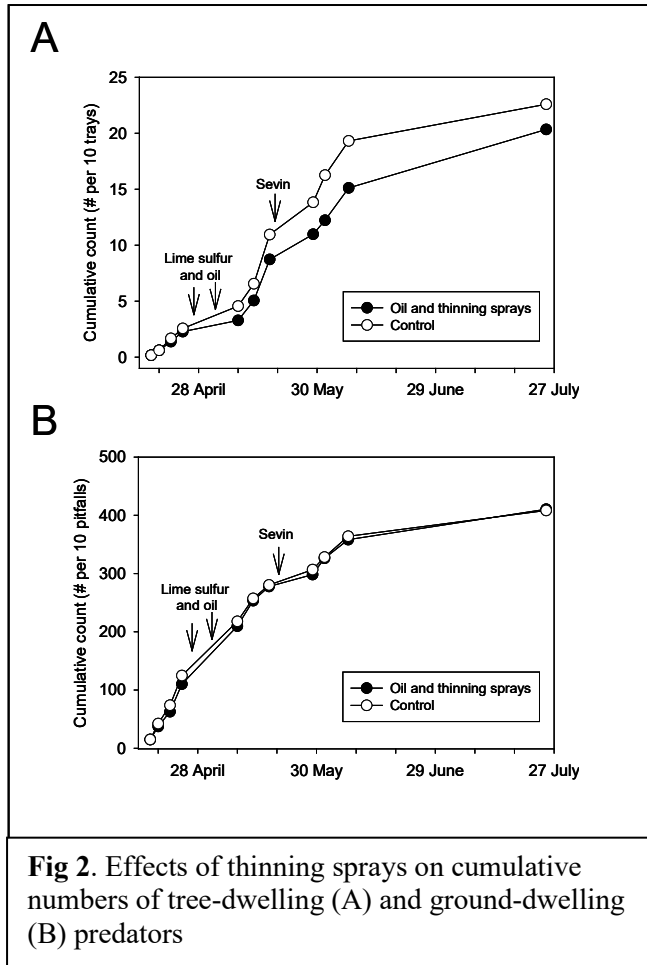 A
Cumulative count (# per 10 trays)
25
20
15
10
5
0
Sevin
Lime sulfur
and oil
Oil and thinning sprays
Control
28 April
30 May
29 June
27 July
B
Cumulative count (# per 10 pitfalls)
500
400
300
200
100
0
Sevin
Lime sulfur
and oil
Oil and thinning sprays
Control
28 April
30 May
29 June
27 July
Fig 2. Effects of thinning sprays on cumulative
numbers of tree-dwelling (A) and ground-dwelling
(B) predators